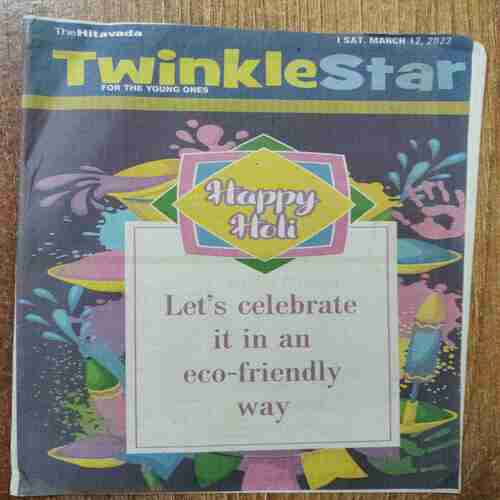 TheHitavada
I SAT. MARCH 12, 2022
TwinkleStar
FOR THE YOUNG ONES
Happy
Holi
Let's celebrate
it in an
eco-friendly
way